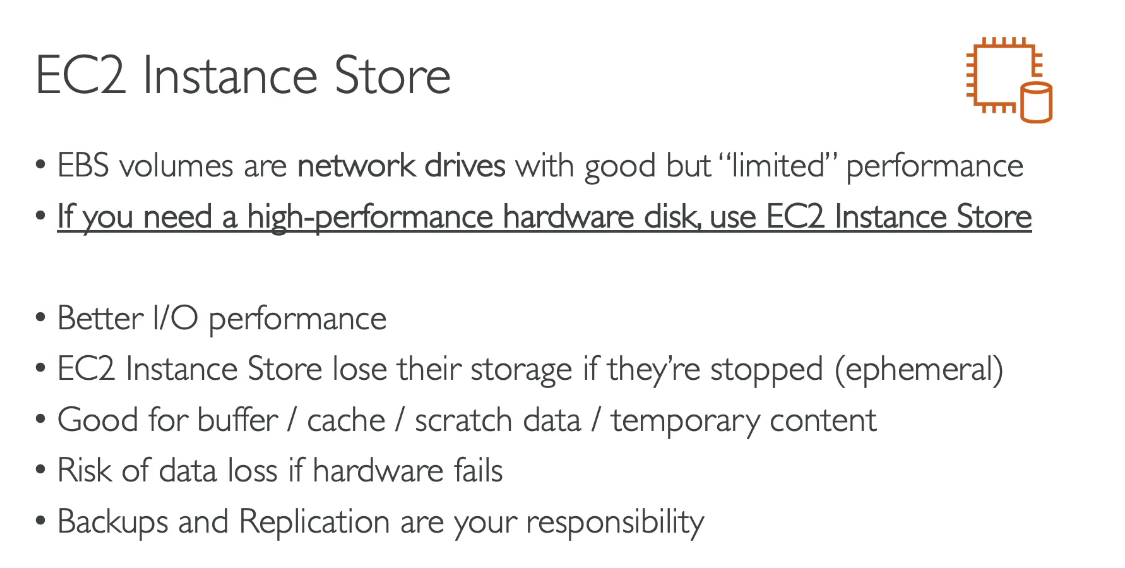 EC2 Instance Store
• EBS volumes are network drives with good but “limited” performance
• If you need a high-performance hardware disk, use EC2 Instance Store
• Better I/O performance
• EC2 Instance Store lose their storage if they’re stopped (ephemeral)
• Good for buffer / cache / scratch data / temporary content
• Risk of data loss if hardware fails
• Backups and Replication are your responsibility